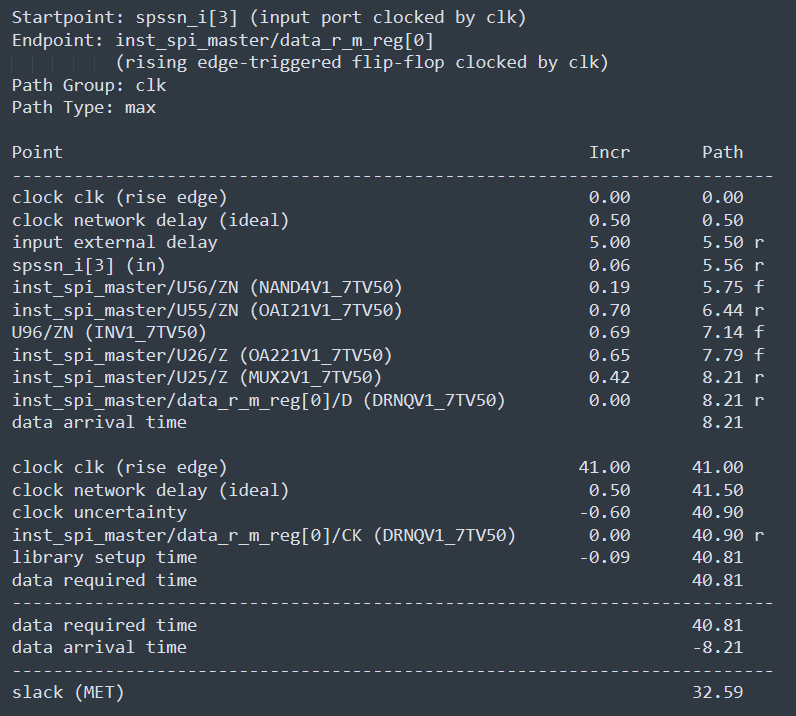 Startpoint: spssn_i[3] (input port clocked by clk)
Endpoint: inst_spi_master/data_r_m_reg[0]
(rising edge-triggered flip-flop clocked by clk)
Path Group: clk
Path Type: max
Point Incr Path
---------------------------------------------------------------------------
clock clk (rise edge) 0.00 0.00
clock network delay (ideal) 0.50 0.50
input external delay 5.00 5.50 r
spssn_i[3] (in) 0.06 5.56 r
inst_spi_master/U56/ZN (NAND4V1_7TV50) 0.19 5.75 f
inst_spi_master/U55/ZN (OAI21V1_7TV50) 0.70 6.44 r
U96/ZN (INV1_7TV50) 0.69 7.14 f
inst_spi_master/U26/Z (OA221V1_7TV50) 0.65 7.79 f
inst_spi_master/U25/Z (MUX2V1_7TV50) 0.42 8.21 r
inst_spi_master/data_r_m_reg[0]/D (DRNQV1_7TV50) 0.00 8.21 r
data arrival time 8.21
clock clk (rise edge) 41.00 41.00
clock network delay (ideal) 0.50 41.50
clock uncertainty -0.60 40.90
inst_spi_master/data_r_m_reg[0]/CK (DRNQV1_7TV50) 0.00 40.90 r
library setup time -0.09 40.81
data required time 40.81
---------------------------------------------------------------------------
data required time 40.81
data arrival time -8.21
---------------------------------------------------------------------------
slack (MET) 32.59